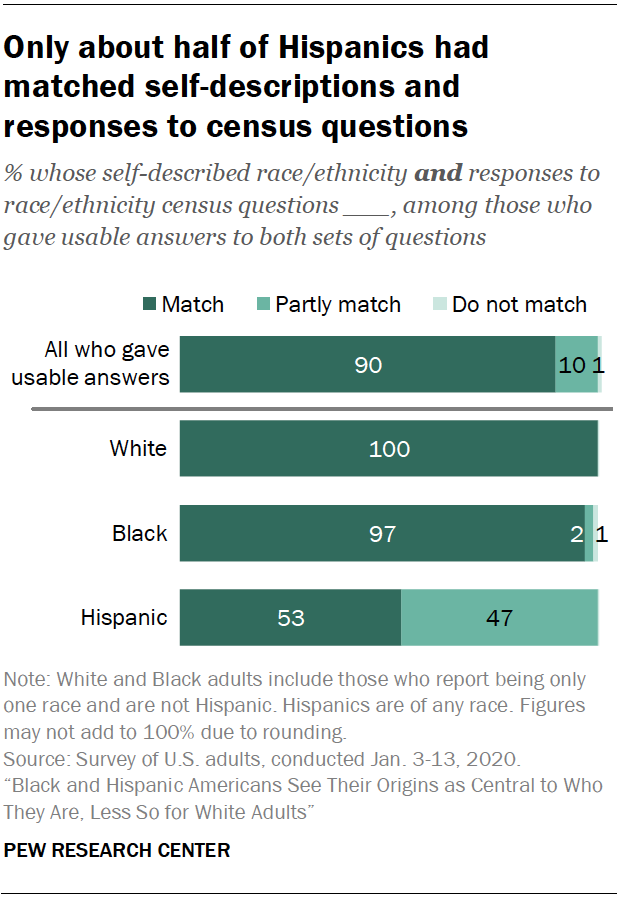 Only about half of Hispanics had
matched self-descriptions and
responses to census questions
% whose self-described race/ethnicity and responses to
race/ethnicity census questions ___, among those who
gave usable answers to both sets of questions
Match Partly match Do not match
All who gave
usable answers
90 10 1
White 100
Black 97 2 1
Hispanic 53 47
Note: White and Black adults include those who report being only
one race and are not Hispanic. Hispanics are of any race. Figures
may not add to 100% due to rounding.
Source: Survey of U.S. adults, conducted Jan. 3-13, 2020.
“Black and Hispanic Americans See Their Origins as Central to Who
They Are, Less So for White Adults”
PEW RESEARCH CENTER